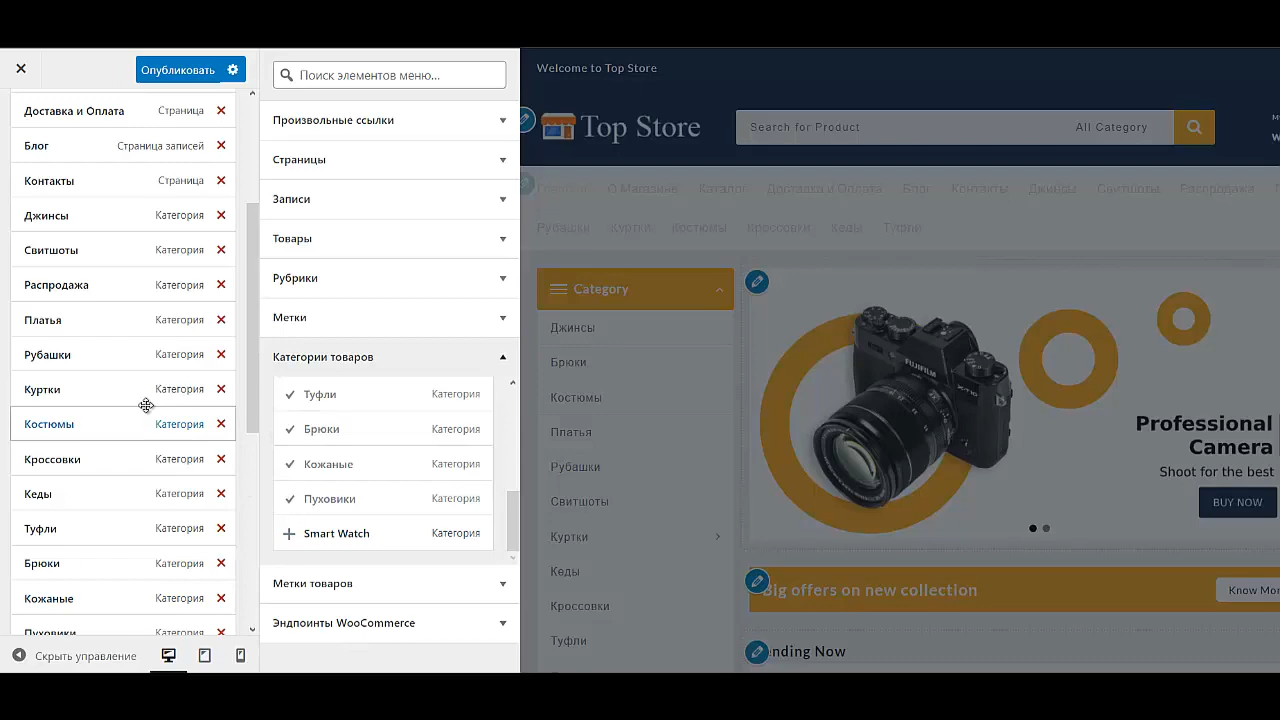 Опубликовать
Доставка и Оплата Страница
Блог Страница записей
Контакты Страница
Джинсы Категория
Свитшоты Категория
Распродажа Категория
Платья Категория
Рубашки Категория
Куртки Категория
Костюмы Категория
Кроссовки Категория
Кеды Категория
Туфли Категория
Брюки Категория
Кожаные Категория
Пуховики Категория
Скрыть управление
Поиск элементов меню...
Произвольные ссылки
Страницы
Записи
Товары
Рубрики
Метки
Категории товаров
Туфли Категория
Брюки Категория
Кожаные Категория
Пуховики Категория
Smart Watch Категория
Метки товаров
Эндпоинты WooCommerce
Welcome to Top Store
Top Store
Search for Product All Category
Главная О Магазине Каталог Доставка и Оплата Блог Контакты Джинсы Свитшоты Распродажа
Рубашки Куртки Костюмы Кроссовки Кеды Туфли
Category
Джинсы
Брюки
Костюмы
Платья
Рубашки
Свитшоты
Куртки
Кеды
Кроссовки
Туфли
FUJIFILM
X-T10
Professional
Camera
Shoot for the best
BUY NOW
Big offers on new collection
Know Mor
ending Now